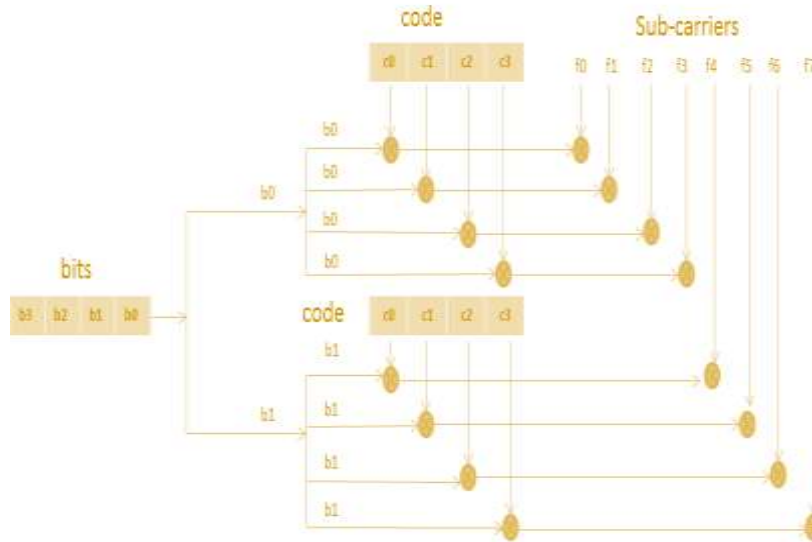 code
Sub-carriers
c0 c1 c2 c3
f0 f1 f2 f3 f4 f5 f6 f7
b0
b0
b0
b0
b0
bits
b3 b2 b1 b0
code
c0 c1 c2 c3
b1
b1
b1
b1
b1